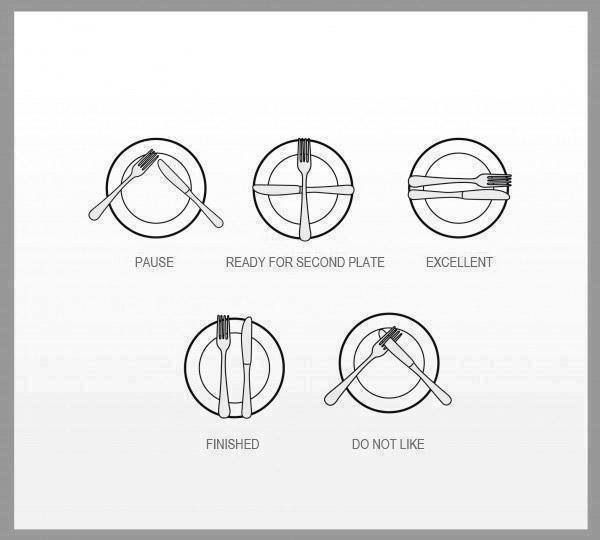 PAUSE
READY FOR SECOND PLATE
EXCELLENT
FINISHED
DO NOT LIKE